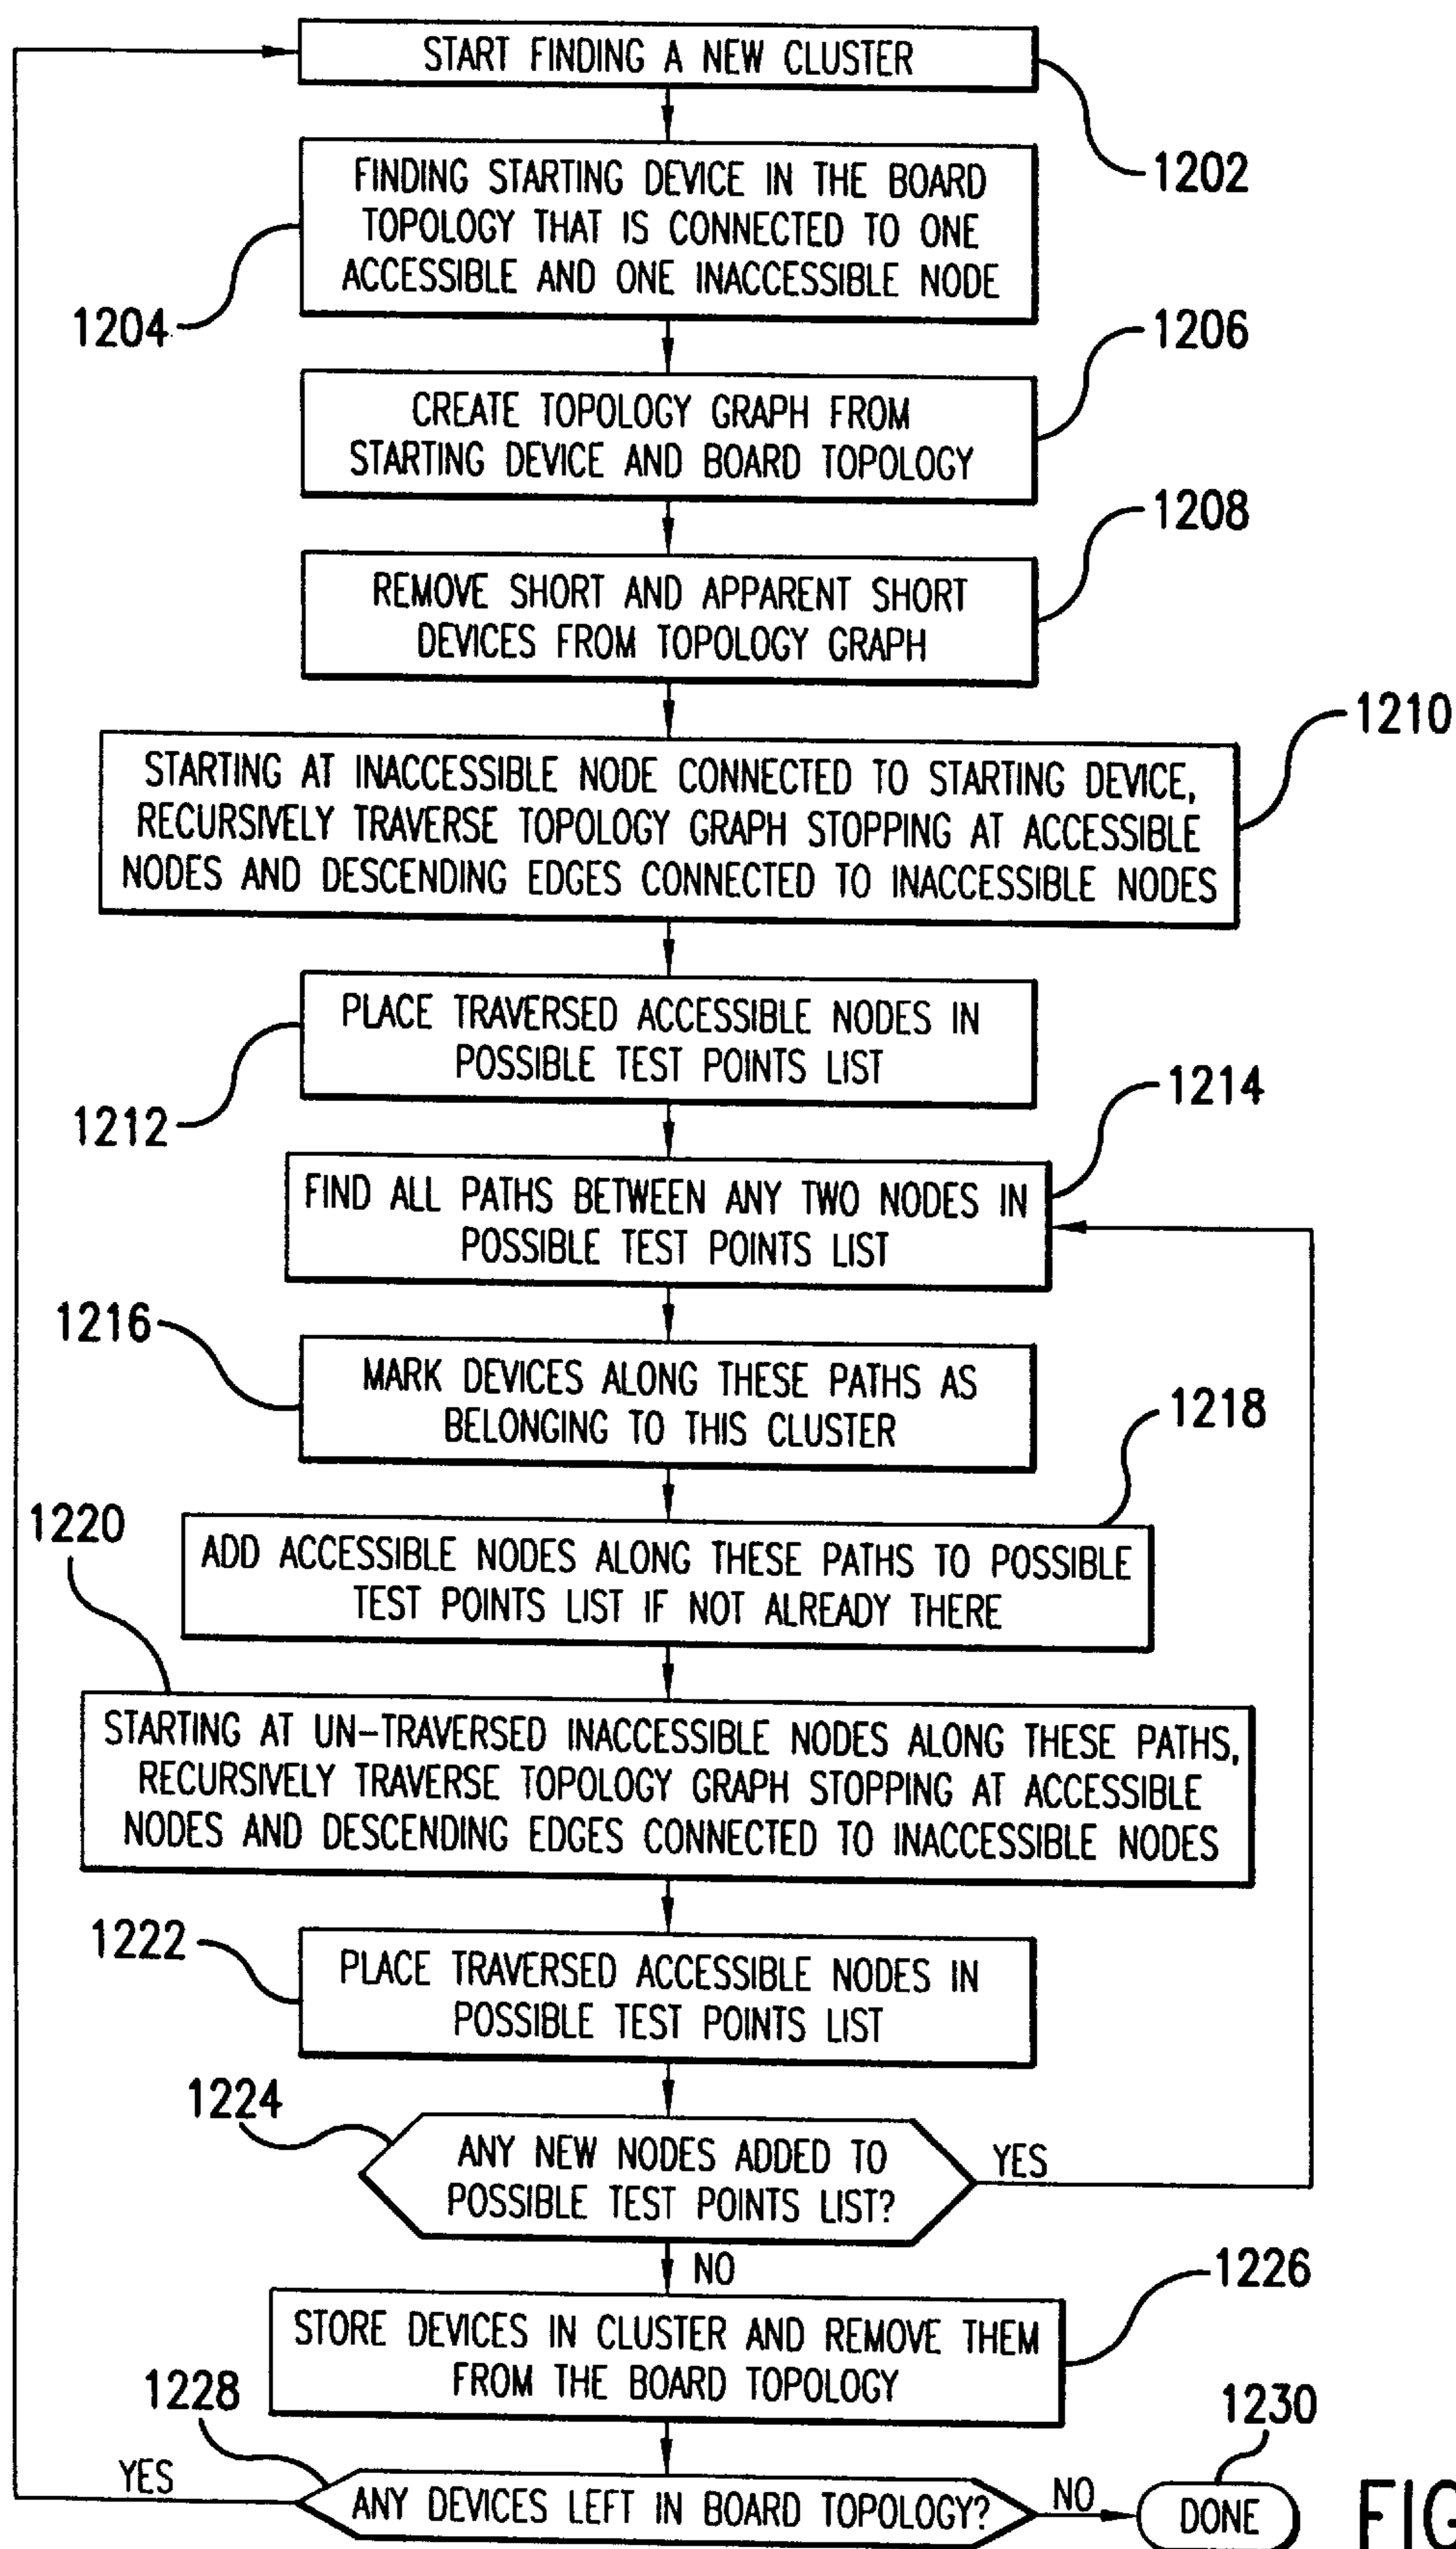 START FINDING A NEW CLUSTER
1202
FINDING STARTING DEVICE IN THE BOARD
TOPOLOGY THAT IS CONNECTED TO ONE
ACCESSIBLE AND ONE INACCESSIBLE NODE
1204
1206
CREATE TOPOLOGY GRAPH FROM
STARTING DEVICE AND BOARD TOPOLOGY
1208
REMOVE SHORT AND APPARENT SHORT
DEVICES FROM TOPOLOGY GRAPH
1210
STARTING AT INACCESSIBLE NODE CONNECTED TO STARTING DEVICE,
RECURSIVELY TRAVERSE TOPOLOGY GRAPH STOPPING AT ACCESSIBLE
NODES AND DESCENDING EDGES CONNECTED TO INACCESSIBLE NODES
PLACE TRAVERSED ACCESSIBLE NODES IN
POSSIBLE TEST POINTS LIST
1212
1214
FIND ALL PATHS BETWEEN ANY TWO NODES IN
POSSIBLE TEST POINTS LIST
1216
MARK DEVICES ALONG THESE PATHS AS
BELONGING TO THIS CLUSTER
1218
1220
ADD ACCESSIBLE NODES ALONG THESE PATHS TO POSSIBLE
TEST POINTS LIST IF NOT ALREADY THERE
STARTING AT UN-TRAVERSED INACCESSIBLE NODES ALONG THESE PATHS,
RECURSIVELY TRAVERSE TOPOLOGY GRAPH STOPPING AT ACCESSIBLE
NODES AND DESCENDING EDGES CONNECTED TO INACCESSIBLE NODES
1222
PLACE TRAVERSED ACCESSIBLE NODES IN
POSSIBLE TEST POINTS LIST
1224
ANY NEW NODES ADDED TO
POSSIBLE TEST POINTS LIST?
YES
NO
1226
STORE DEVICES IN CLUSTER AND REMOVE THEM
FROM THE BOARD TOPOLOGY
1228
1230
YES
ANY DEVICES LEFT IN BOARD TOPOLOGY?
NO
DONE
FIG